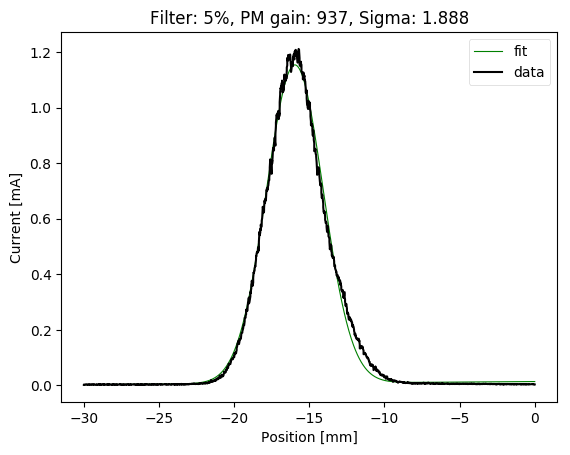 Filter: 5%, PM gain: 937, Sigma: 1.888
fit
data
Current [mA]
1.2
1.0
0.8
0.6
0.4
0.2
0.0
−30 −25 −20 −15 −10 −5 0
Position [mm]